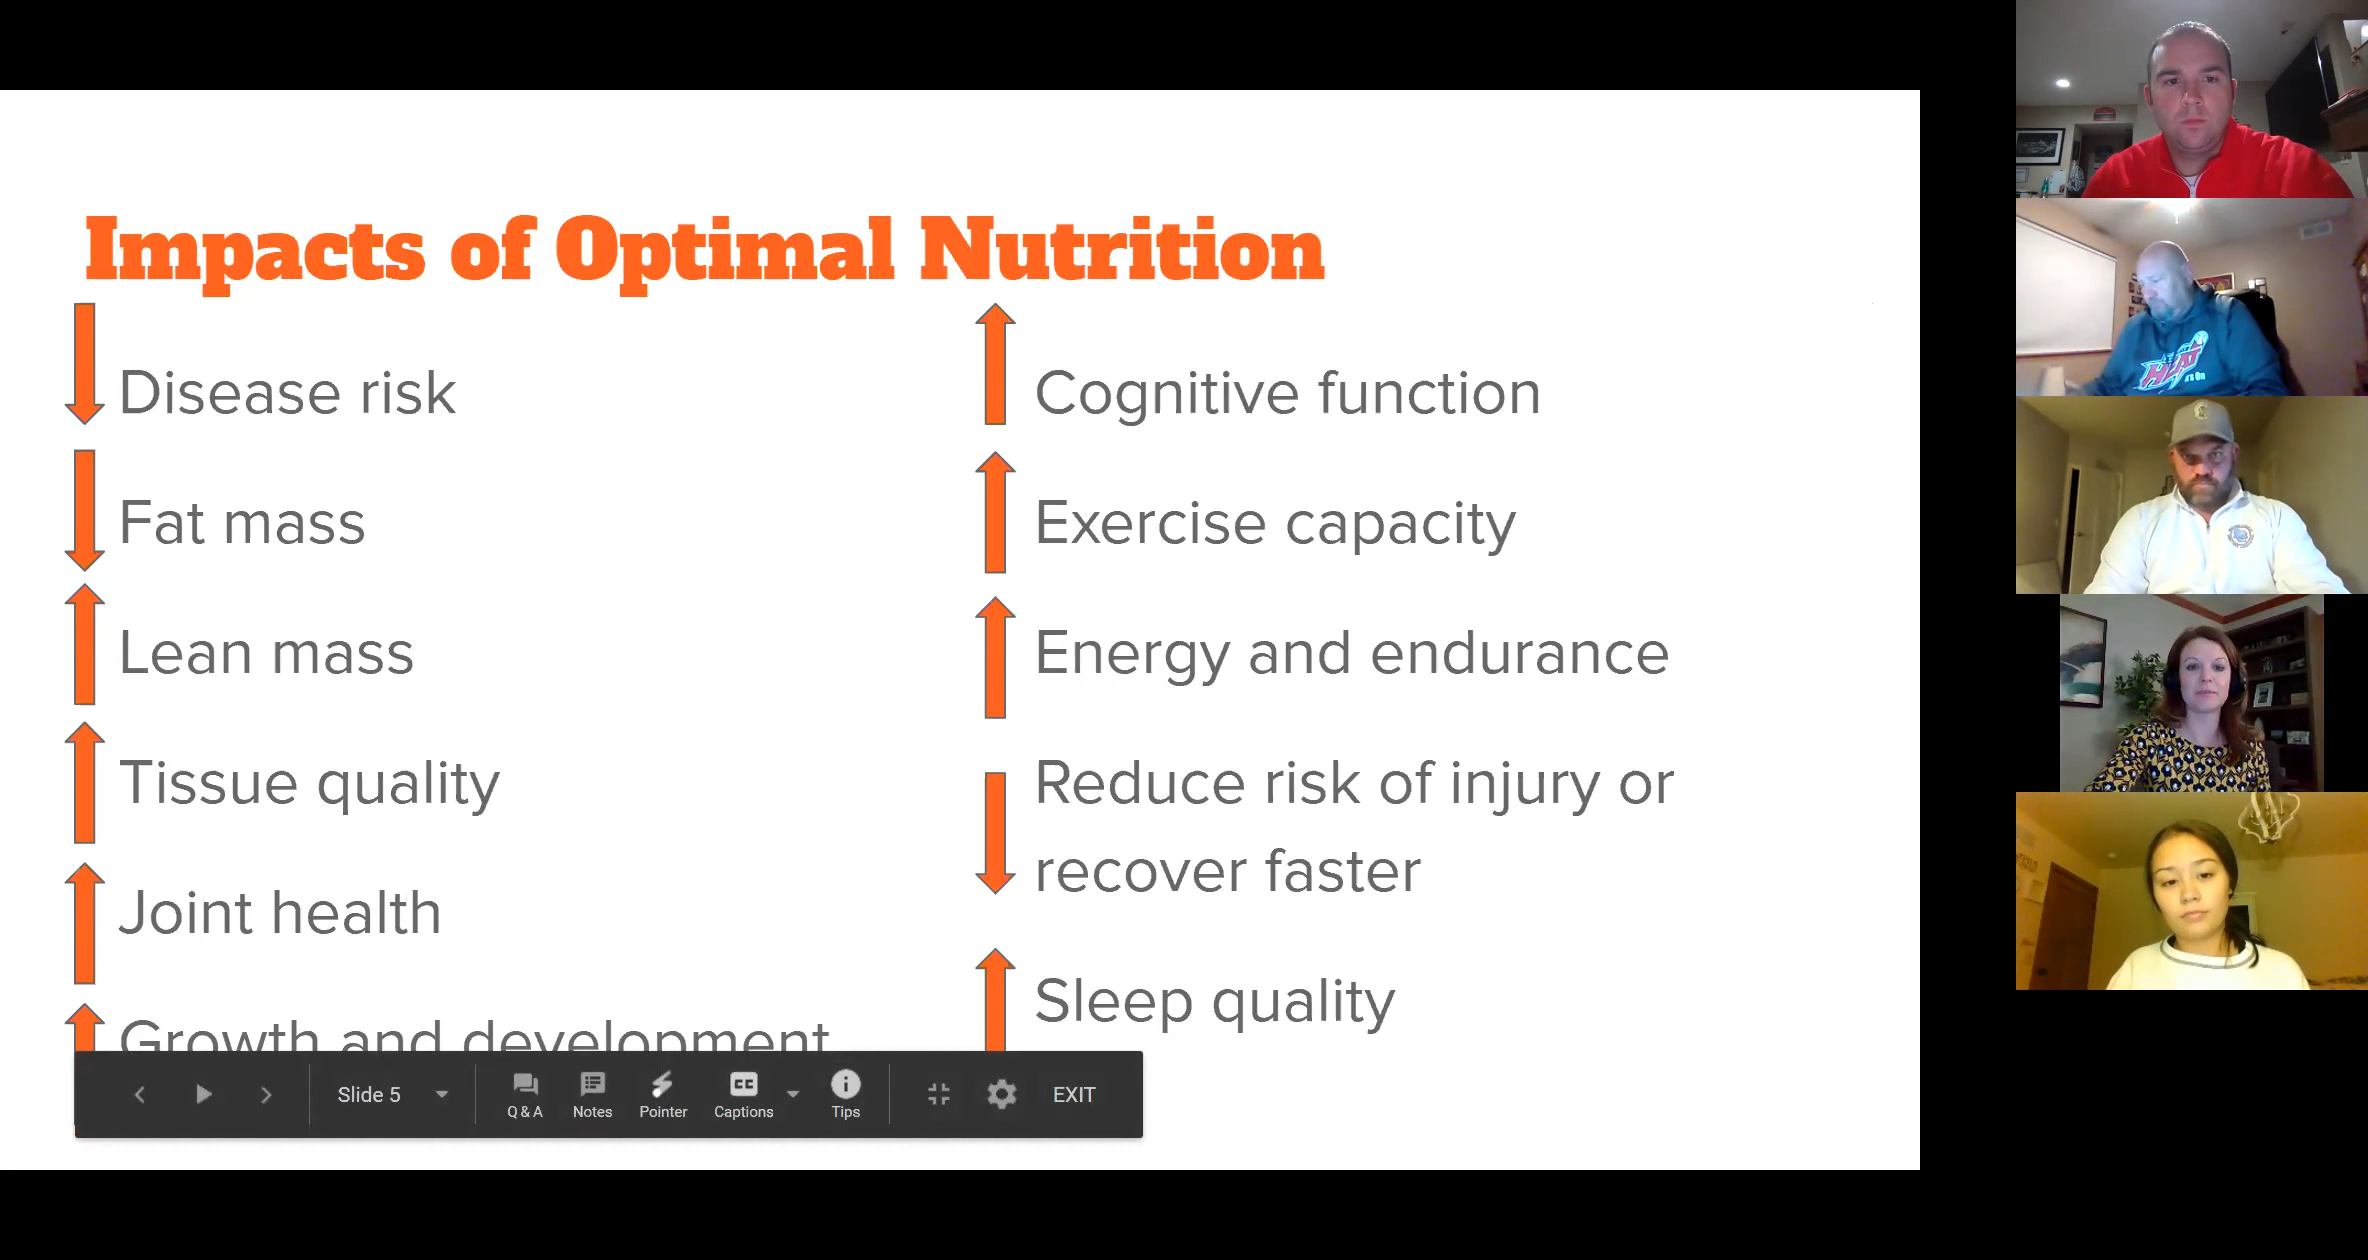 Impacts of Optimal Nutrition
Disease risk
Fat mass
Lean mass
Tissue quality
Joint health
Growth and development
Cognitive function
Exercise capacity
Energy and endurance
Reduce risk of injury or
recover faster
Sleep quality
Slide 5
Q & A
Notes
Pointer
CC
Captions
Tips
EXIT
HEAT